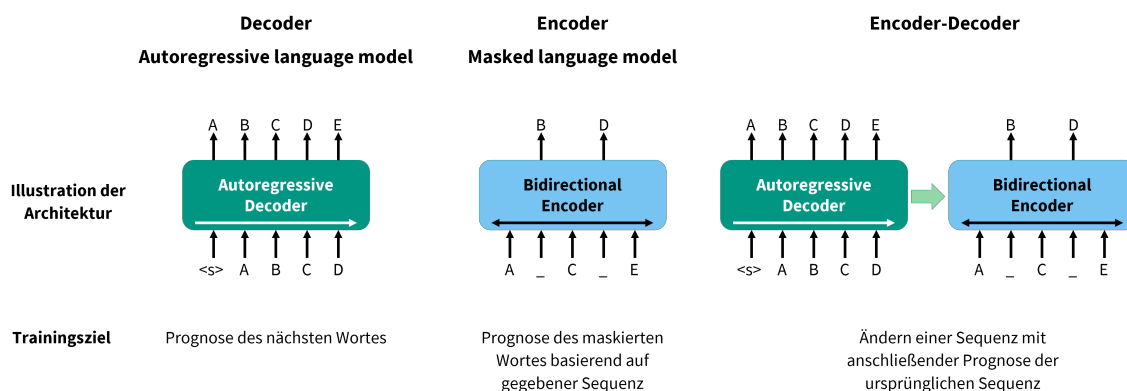 Decoder
Autoregressive language model
Encoder
Masked language model
Encoder-Decoder
Illustration der
Architektur
A B C D E
Autoregressive
Decoder
<s> A B C D
B D
Bidirectional
Encoder
A _ C _ E
A B C D E
Autoregressive
Decoder
<s> A B C D
B D
Bidirectional
Encoder
A _ C _ E
Trainingsziel
Prognose des nächsten Wortes
Prognose des maskierten
Wortes basierend auf
gegebener Sequenz
Ändern einer Sequenz mit
anschließender Prognose der
ursprünglichen Sequenz